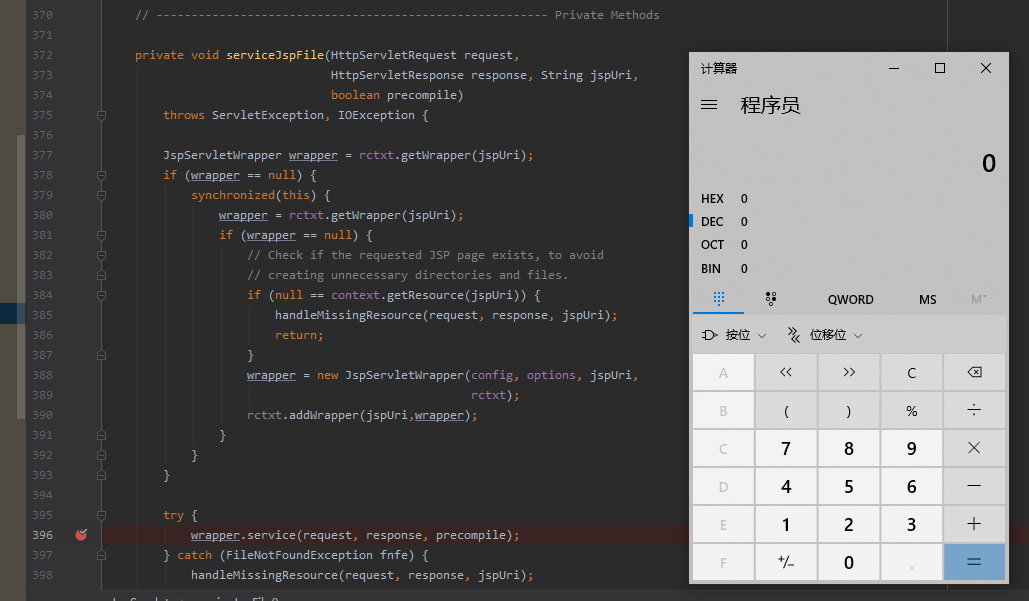 370 // ------------------------------------------------------- Private Methods
371
372 private void serviceJspFile(HttpServletRequest request,
373 HttpServletResponse response, String jspUri,
374 boolean precompile)
375 throws ServletException, IOException {
376
377 JspServletWrapper wrapper = rctxt.getWrapper(jspUri);
378 if (wrapper == null) {
379 synchronized(this) {
380 wrapper = rctxt.getWrapper(jspUri);
381 if (wrapper == null) {
382 // Check if the requested JSP page exists, to avoid
383 // creating unnecessary directories and files.
384 if (null == context.getResource(jspUri)) {
385 handleMissingResource(request, response, jspUri);
386 return;
387 }
388 wrapper = new JspServletWrapper(config, options, jspUri,
389 rctxt);
390 rctxt.addWrapper(jspUri,wrapper);
391 }
392 }
393 }
394
395 try {
396 wrapper.service(request, response, precompile);
397 } catch (FileNotFoundException fnfe) {
398 handleMissingResource(request, response, jspUri);
计算器
程序员
0
HEX 0
DEC 0
OCT 0
BIN 0
QWORD MS M˅
按位 位移位
A << >> C ⌫
B ( ) % ÷
C 7 8 9 ×
D 4 5 6 −
E 1 2 3 +
F +/− 0 . =